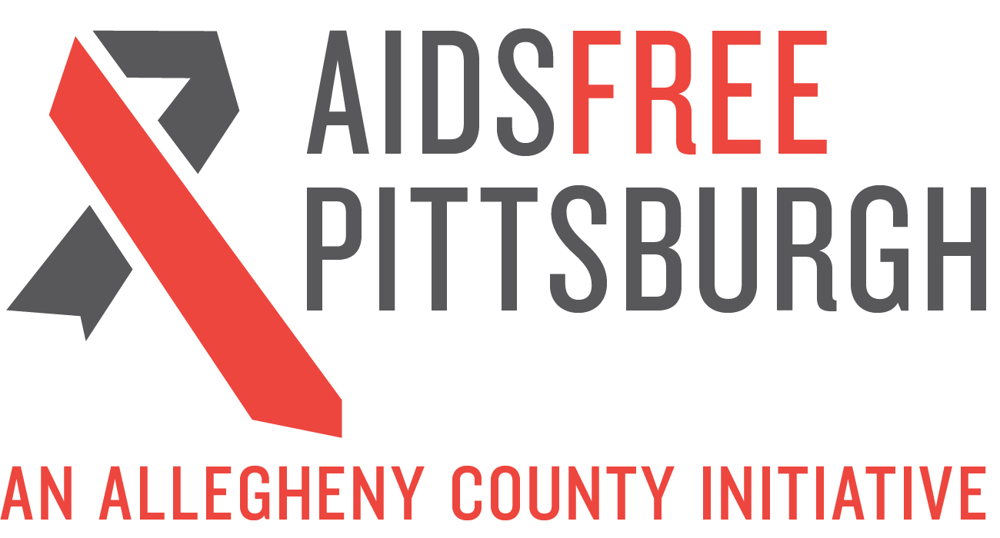 AIDSFREE
PITTSBURGH
AN ALLEGHENY COUNTY INITIATIVE